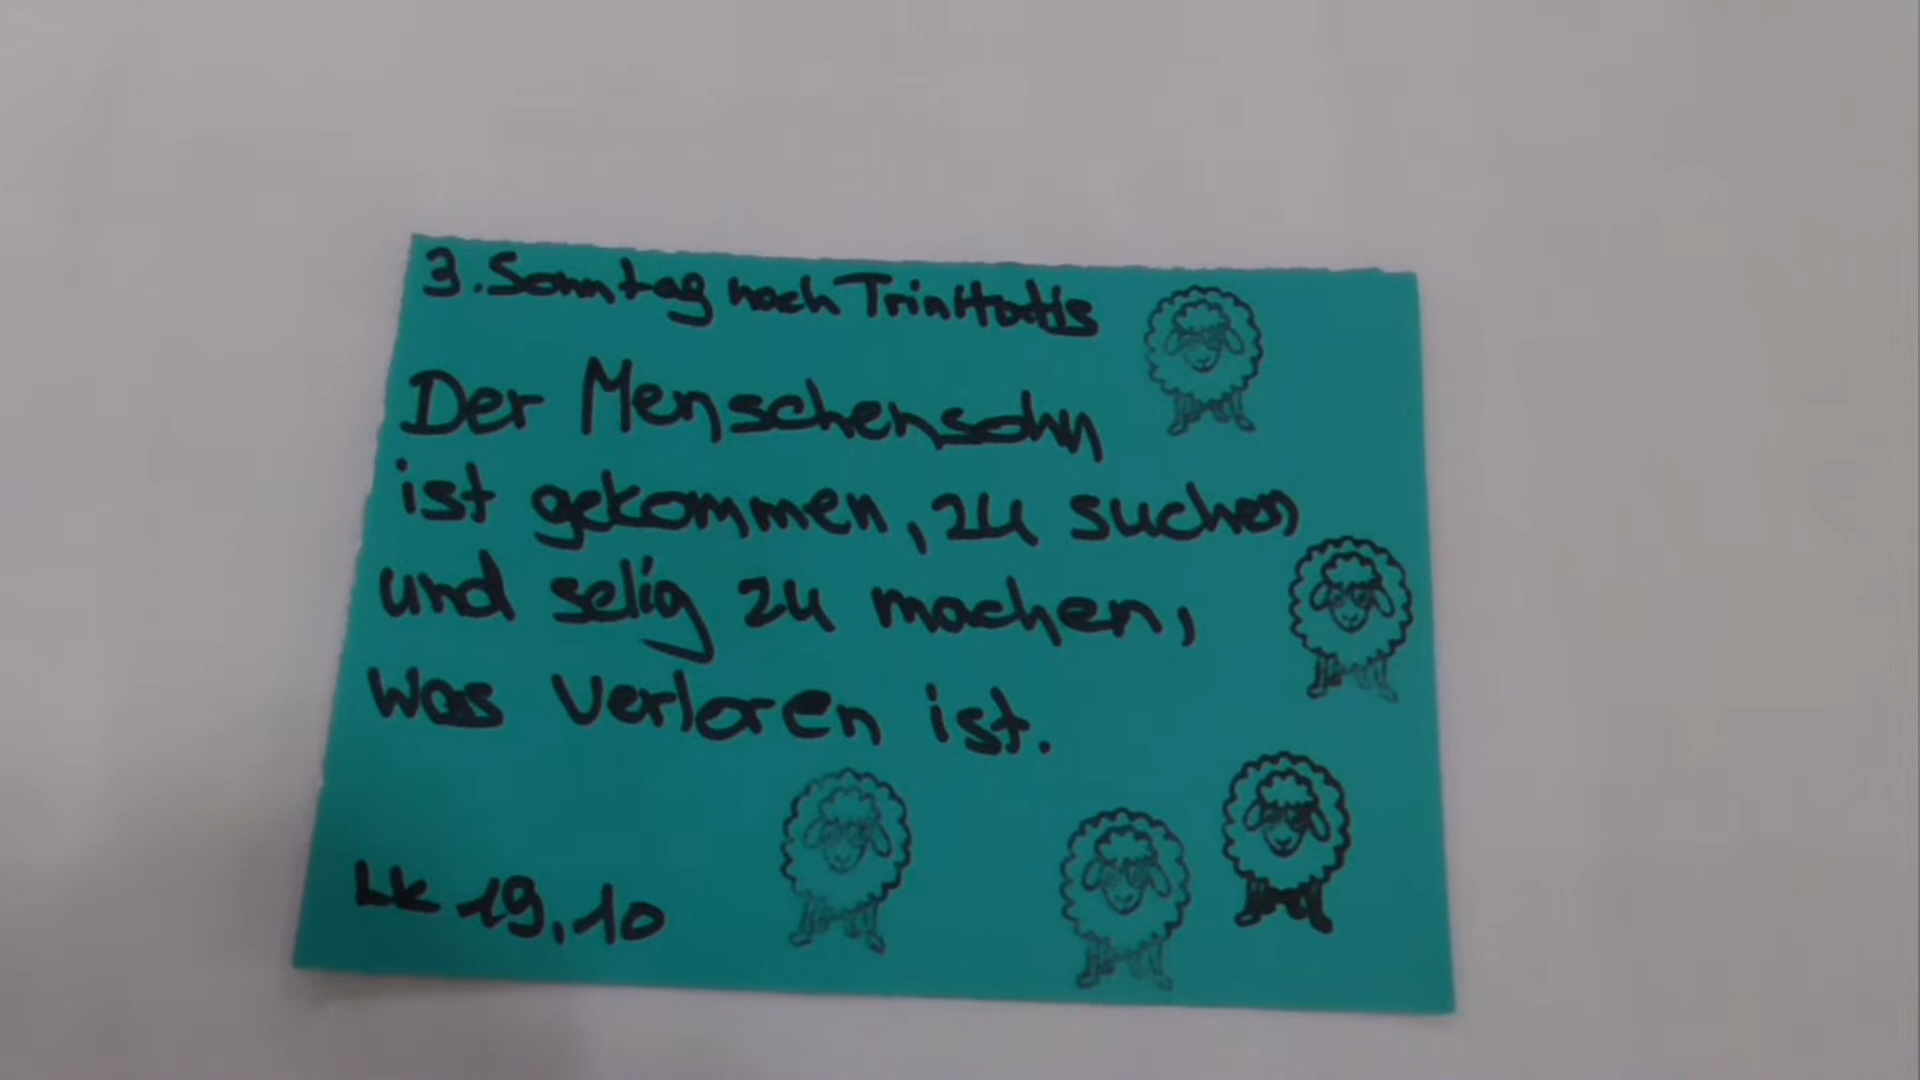 3. Sonntag nach Trinitatis
Der Menschensohn
ist gekommen, zu suchen
und selig zu machen,
was verloren ist.
Lk 19,10